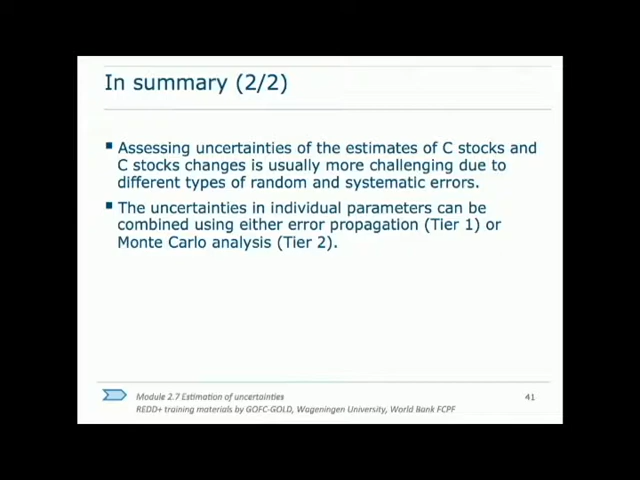 In summary (2/2)
Assessing uncertainties of the estimates of C stocks and
C stocks changes is usually more challenging due to
different types of random and systematic errors.
The uncertainties in individual parameters can be
combined using either error propagation (Tier 1) or
Monte Carlo analysis (Tier 2).
Module 2.7 Estimation of uncertainties
41
REDD+ training materials by GOFC-GOLD, Wageningen University, World Bank FCPF